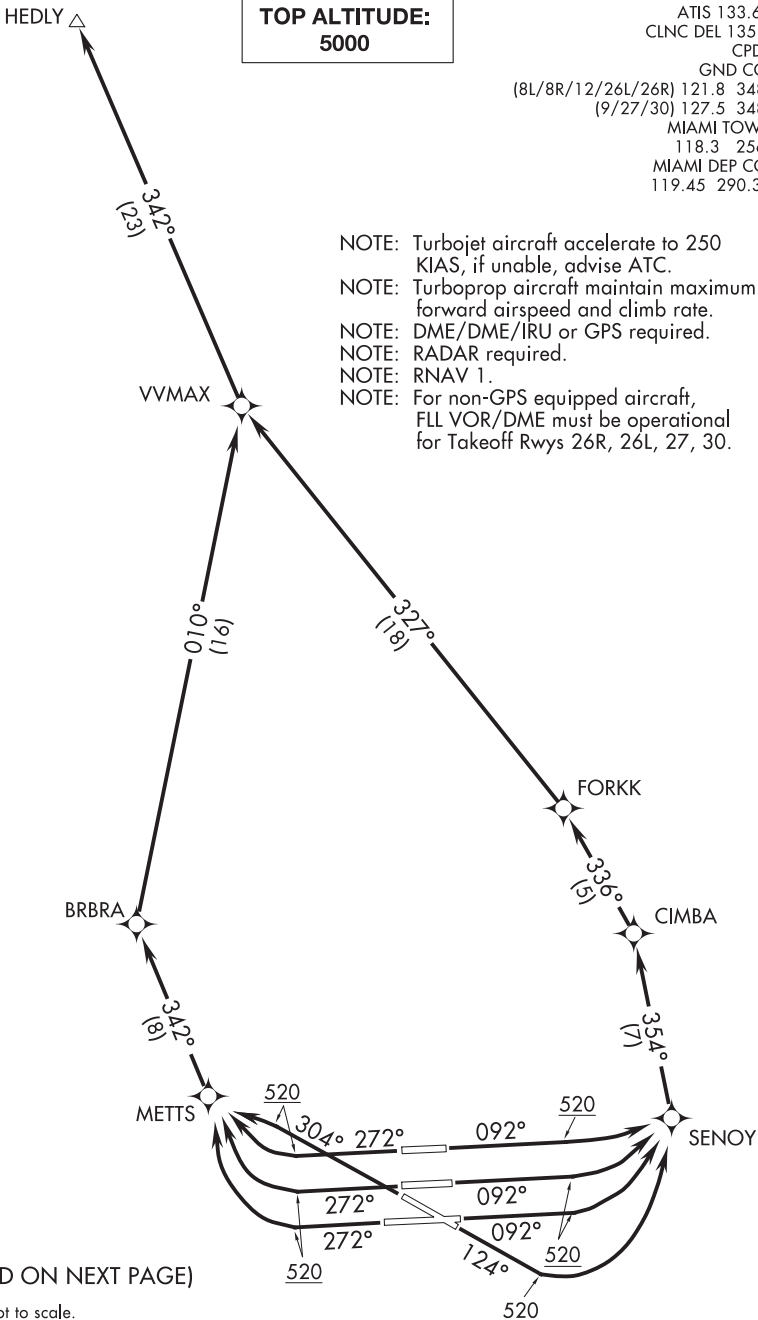 HEDLY
TOP ALTITUDE:
5000
ATIS 133.6
CLNC DEL 135
CPD
GND CO
(8L/8R/12/26L/26R) 121.8 348
(9/27/30) 127.5 348
MIAMI TOW
118.3 256
MIAMI DEP CO
119.45 290.3
342°
(23)
NOTE: Turbojet aircraft accelerate to 250
KIAS, if unable, advise ATC.
NOTE: Turboprop aircraft maintain maximum
forward airspeed and climb rate.
NOTE: DME/DME/IRU or GPS required.
NOTE: RADAR required.
NOTE: RNAV 1.
NOTE: For non-GPS equipped aircraft,
FLL VOR/DME must be operational
for Takeoff Rwys 26R, 26L, 27, 30.
VVMAX
010°
(16)
327°
(18)
FORKK
336°
(5)
BRBRA
CIMBA
342°
(8)
354°
(7)
METTS
520
304°
272°
092°
520
SENOY
272°
092°
272°
092°
520
124°
520
520
D ON NEXT PAGE)
ot to scale.